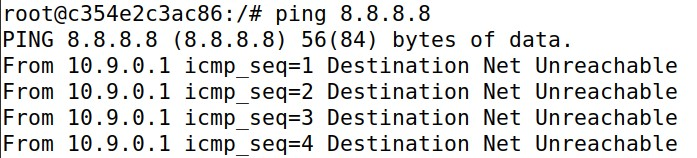 root@c354e2c3ac86:/# ping 8.8.8.8
PING 8.8.8.8 (8.8.8.8) 56(84) bytes of data.
From 10.9.0.1 icmp_seq=1 Destination Net Unreachable
From 10.9.0.1 icmp_seq=2 Destination Net Unreachable
From 10.9.0.1 icmp_seq=3 Destination Net Unreachable
From 10.9.0.1 icmp_seq=4 Destination Net Unreachable